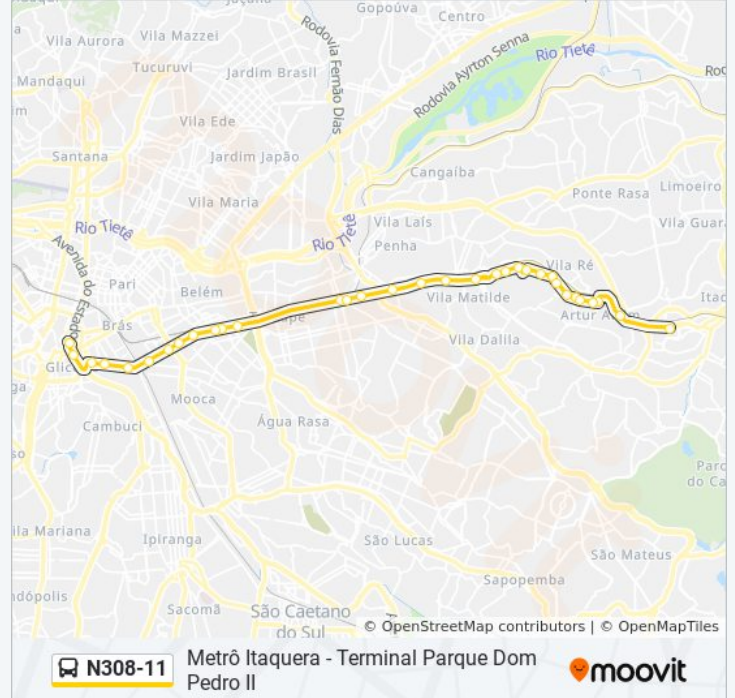 Gopoúva
Centro
Vila Aurora
Vila Mazzei
Rodovia Fernão Dias
Rodovia Ayrton Senna
Rio Tietê
Tucuruvi
Jardim Brasil
Mandaqui
Vila Ede
Santana
Jardim Japão
Cangaíba
Limoeiro
Ponte Rasa
Vila Maria
Vila Laís
Rio Tietê
Rio Tietê
Penha
Avenida do Estado
Pari
Belém
Vila Ré
Vila Matilde
Brás
Artur
Vila Dalila
Mooca
Cambuci
Água Rasa
Ipiranga
São Lucas
São Mateus
Sapopemba
Sacomã
São Caetano
do Sul
© OpenStreetMap contributors | © OpenMapTiles
N308-11
Metrô Itaquera - Terminal Parque Dom
Pedro II
moovit